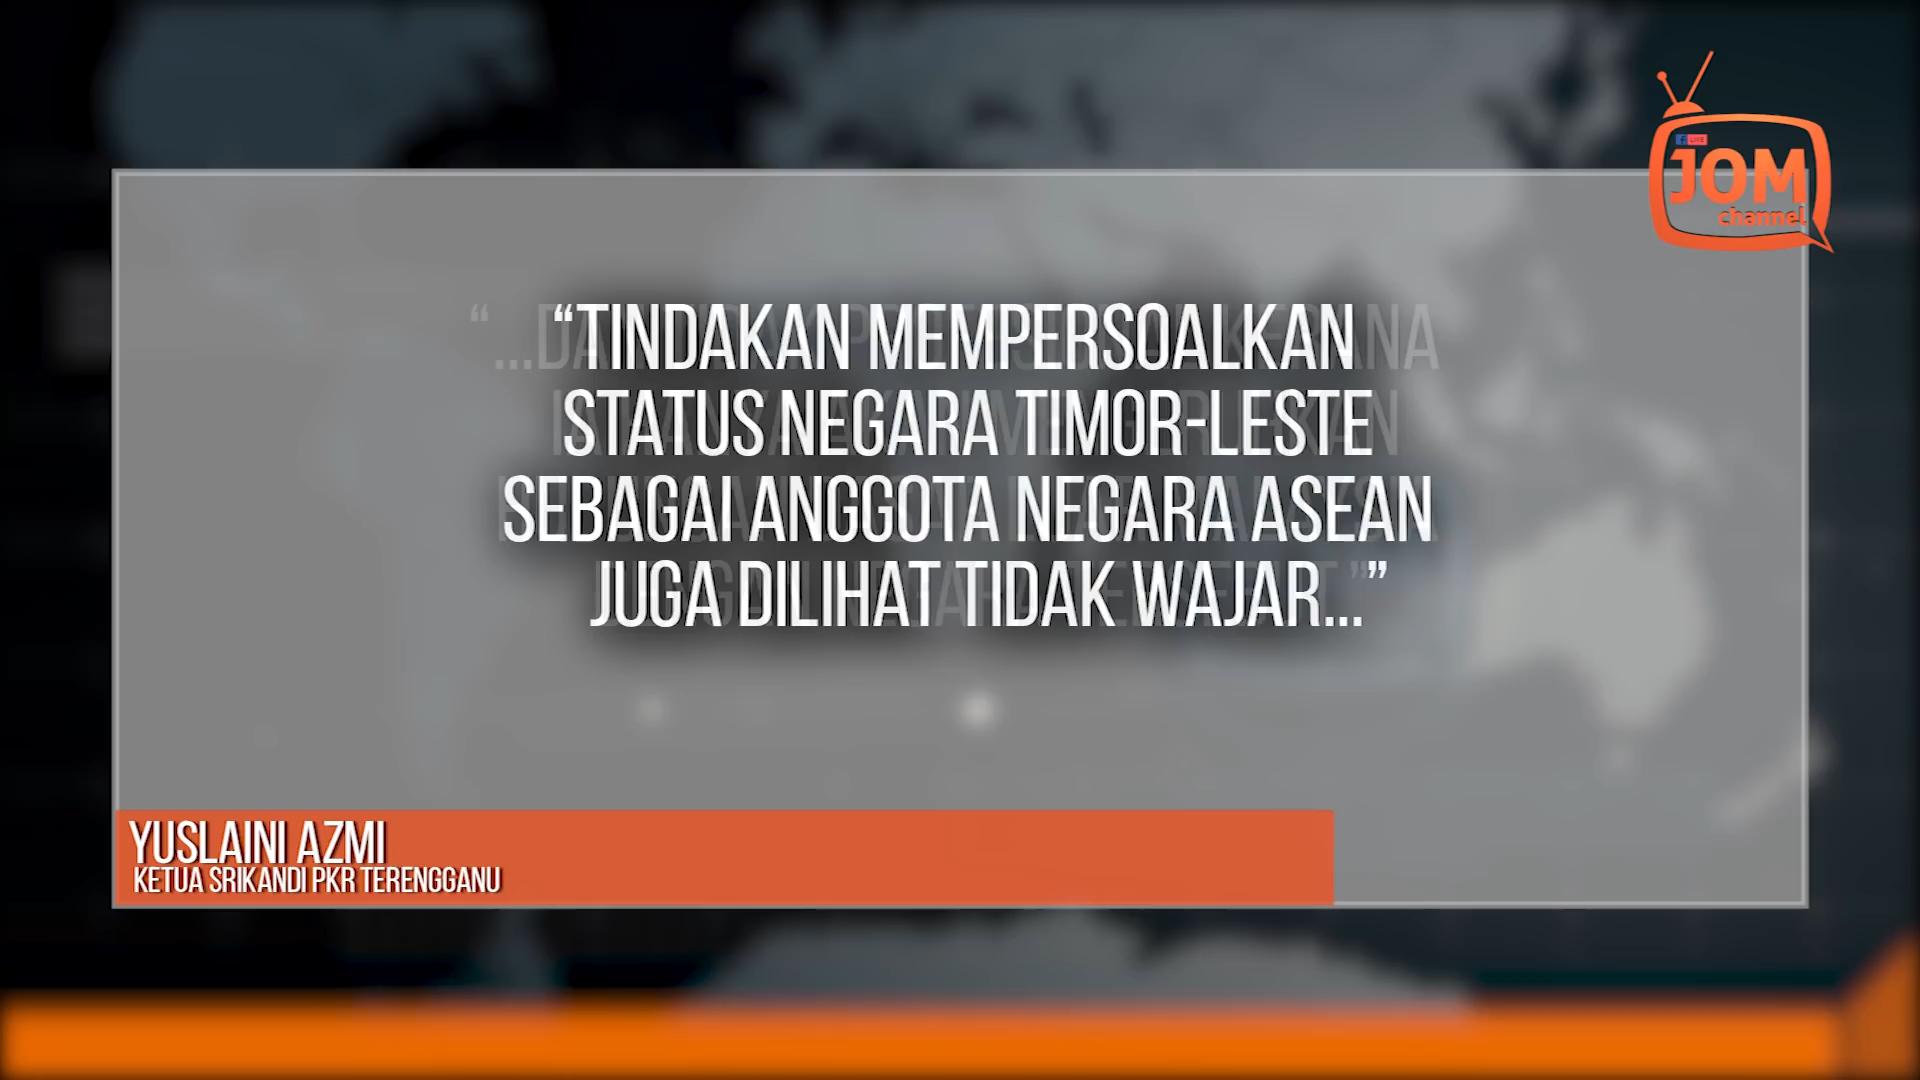 LIVE
JOM
channel
“TINDAKAN MEMPERSOALKAN
STATUS NEGARA TIMOR-LESTE
SEBAGAI ANGGOTA NEGARA ASEAN
JUGA DILIHAT TIDAK WAJAR...”
YUSLAINI AZMI
KETUA SRIKANDI PKR TERENGGANU